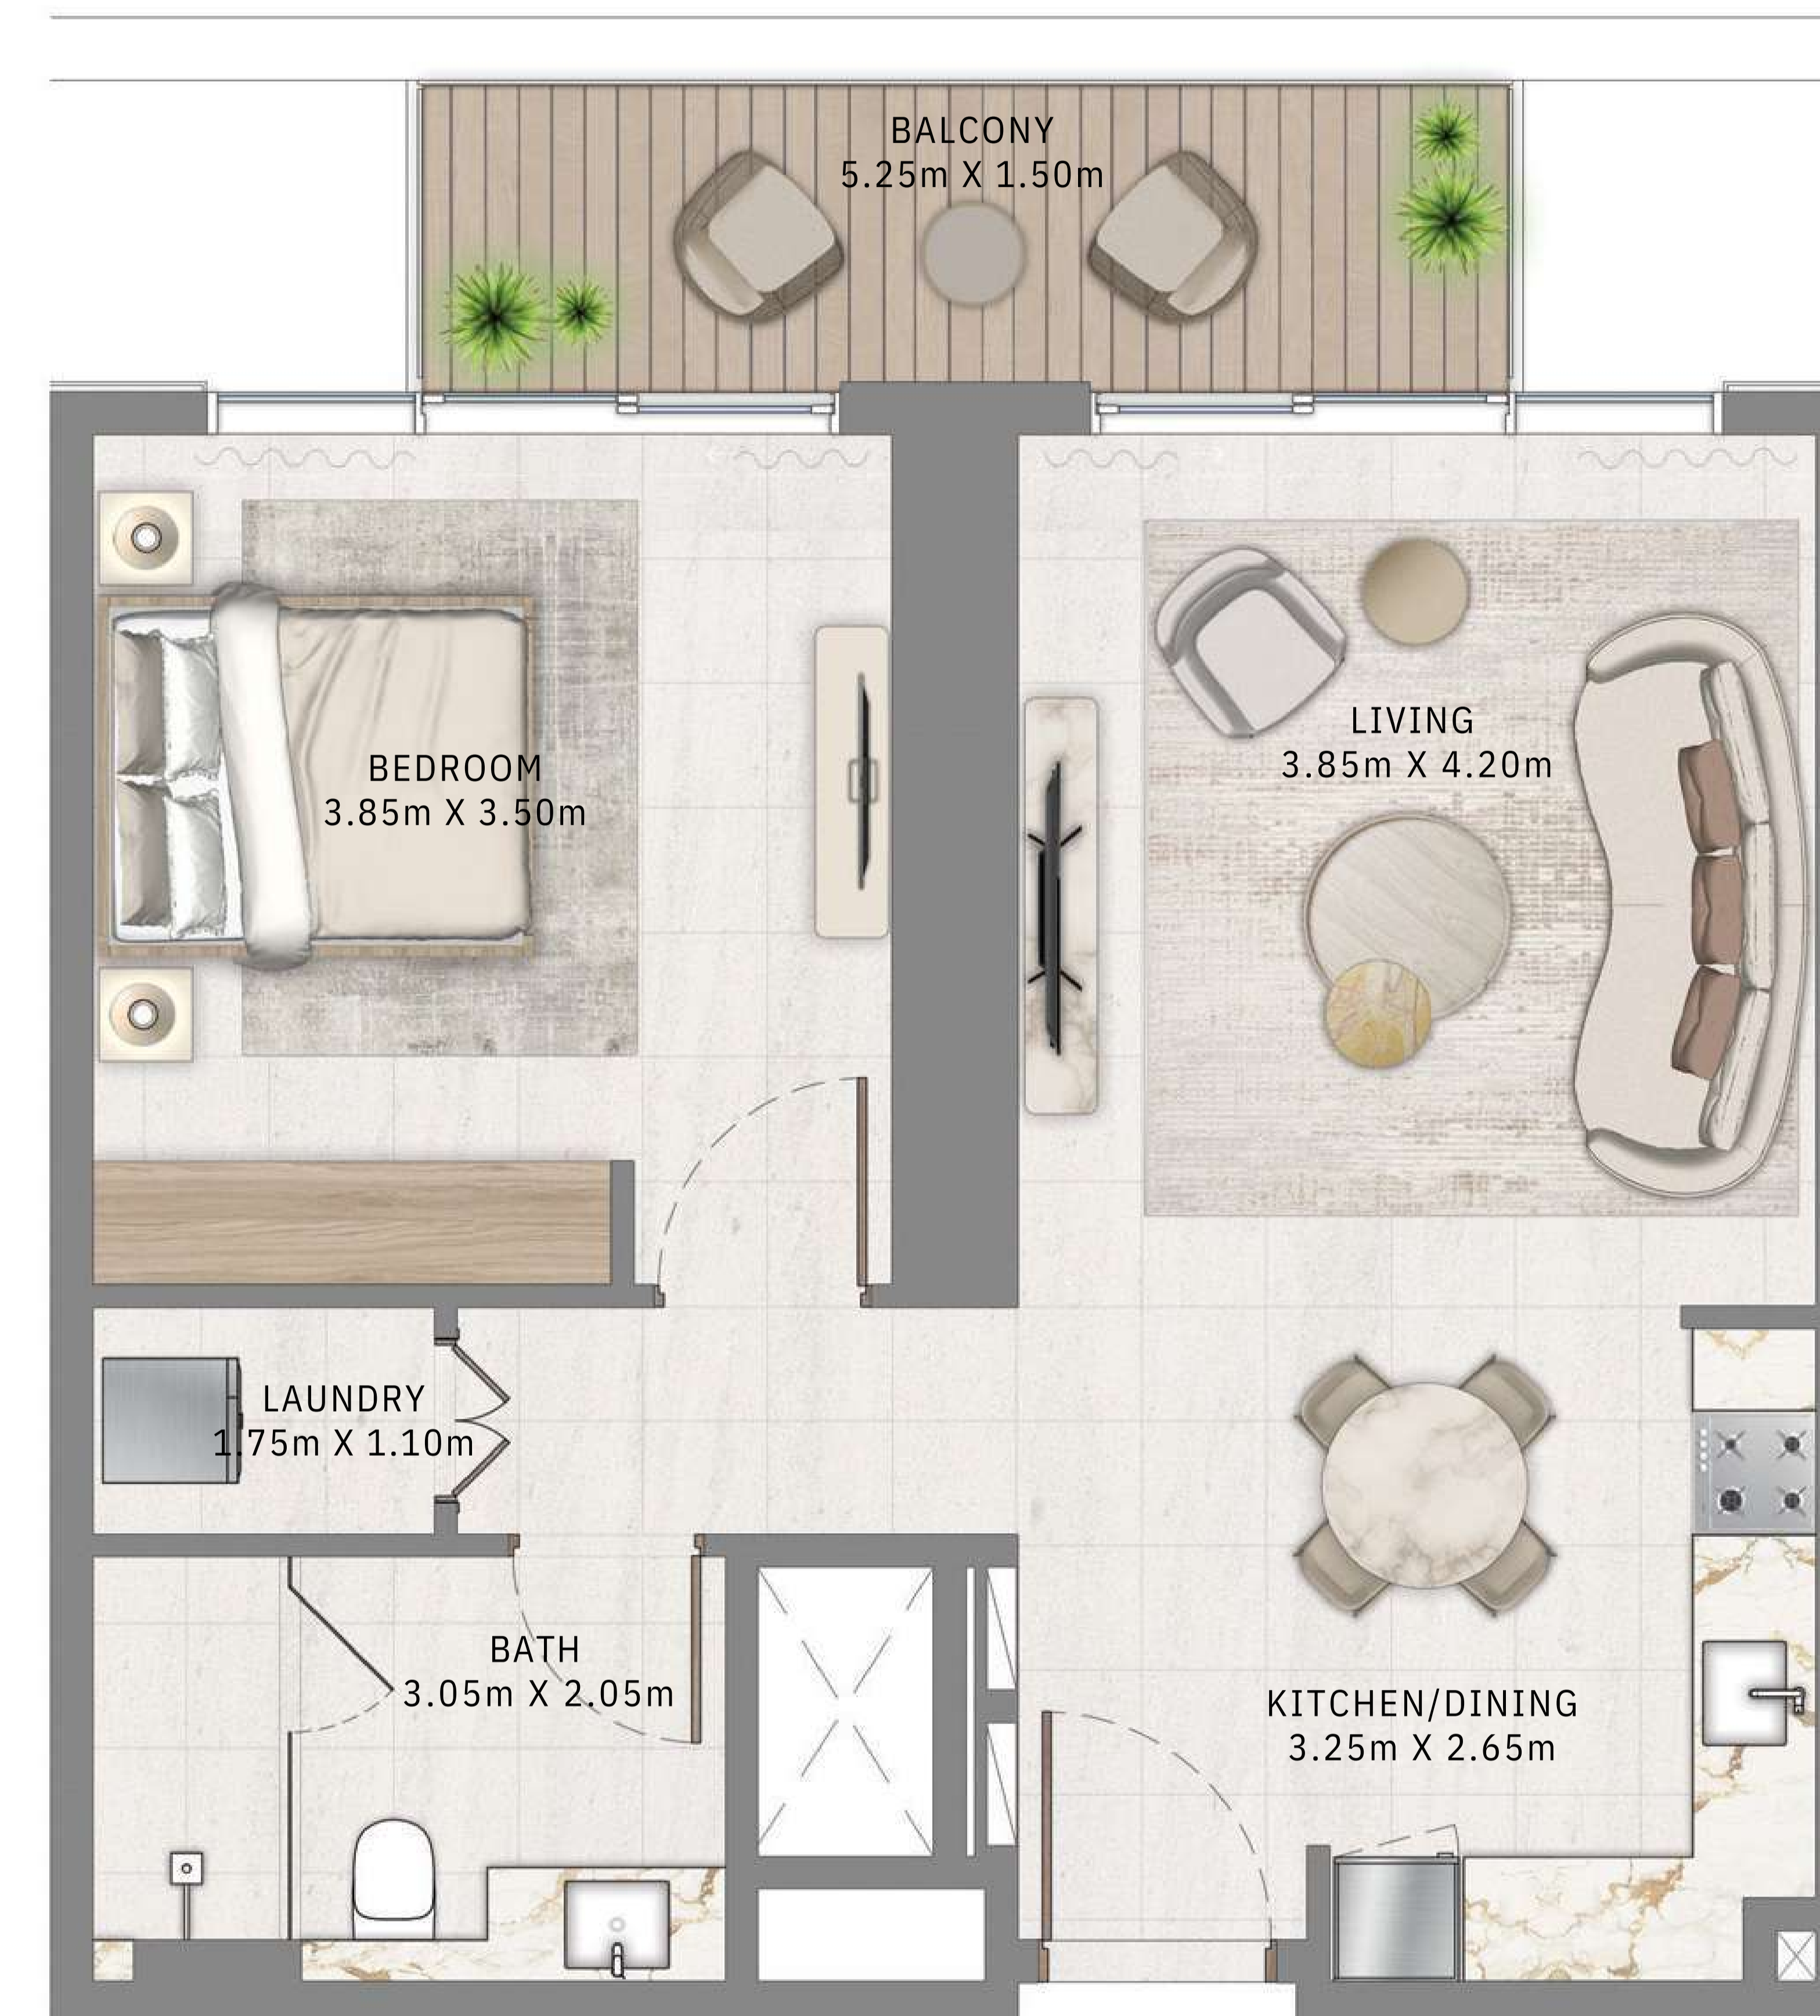 BALCONY
5.25m X 1.50m
BEDROOM
3.85m X 3.50m
LIVING
3.85m X 4.20m
LAUNDRY
1.75m X 1.10m
BATH
3.05m X 2.05m
KITCHEN/DINING
3.25m X 2.65m